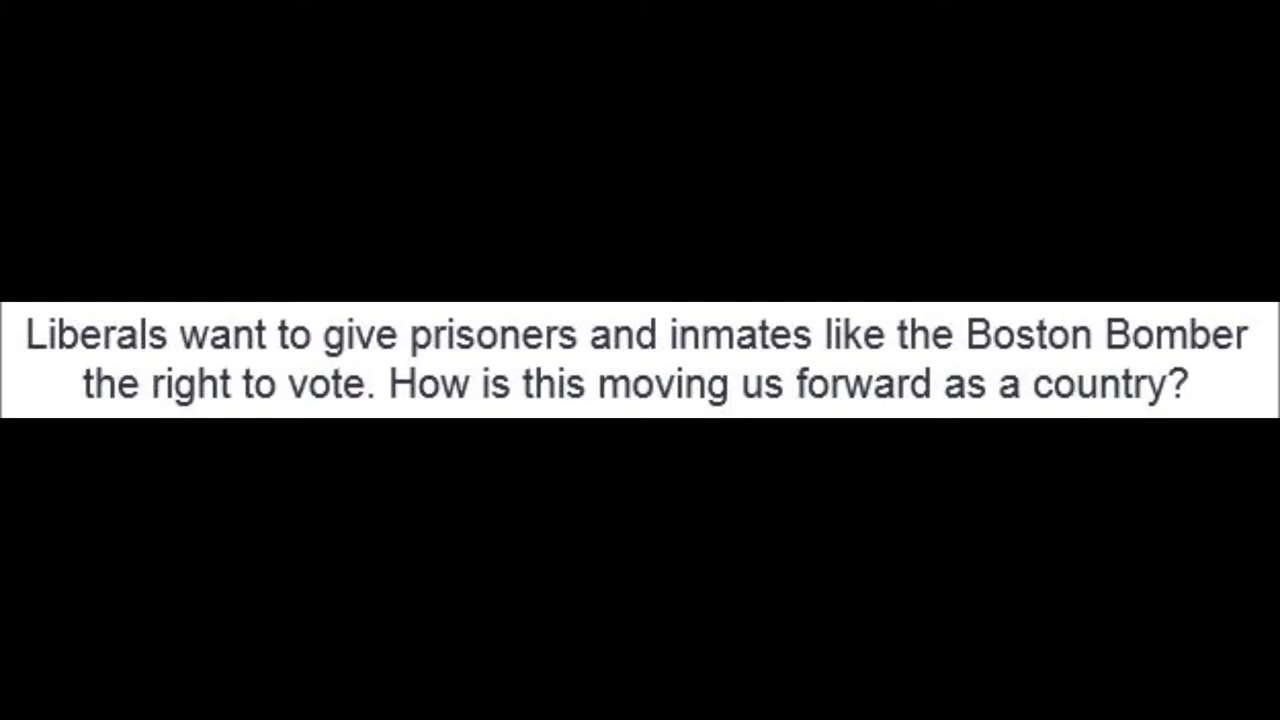 Liberals want to give prisoners and inmates like the Boston Bomber
the right to vote. How is this moving us forward as a country?